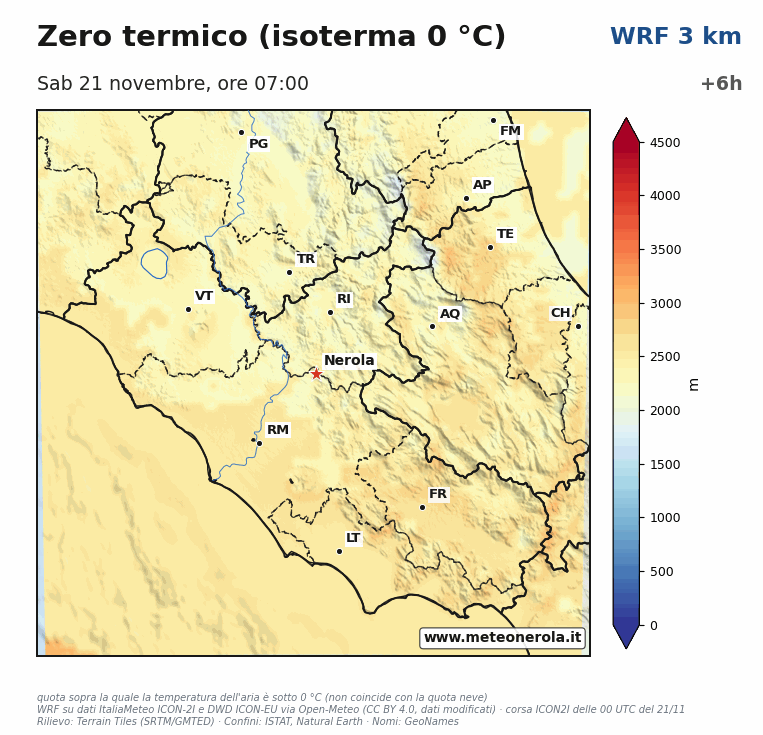 Zero termico (isoterma 0 °C)
WRF 3 km
Sab 21 novembre, ore 07:00
+6h
FM
PG
AP
TE
TR
VT
RI
AQ
CH
Nerola
RM
FR
LT
4500
4000
3500
3000
2500
2000
1500
1000
500
0
m
www.meteonerola.it
quota sopra la quale la temperatura dell'aria è sotto 0 °C (non coincide con la quota neve)
WRF su dati ItaliaMeteo ICON-2I e DWD ICON-EU via Open-Meteo (CC BY 4.0, dati modificati) · corsa ICON2I delle 00 UTC del 21/11
Rilievo: Terrain Tiles (SRTM/GMTED) · Confini: ISTAT, Natural Earth · Nomi: GeoNames